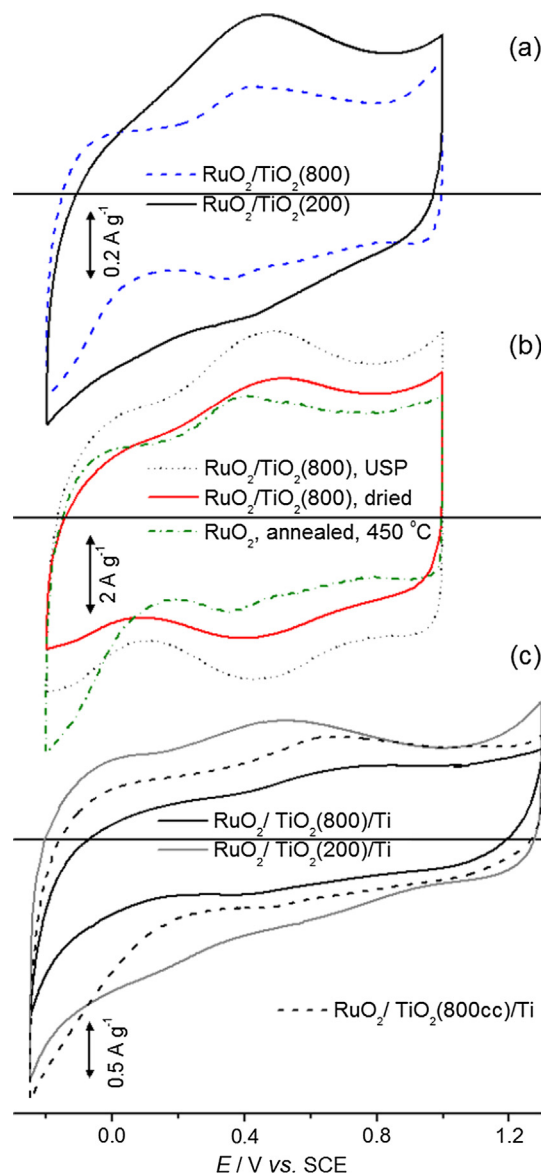 (a)
RuO₂/TiO₂(800)
RuO₂/TiO₂(200)
0.2 A g⁻¹
(b)
RuO₂/TiO₂(800), USP
RuO₂/TiO₂(800), dried
RuO₂, annealed, 450 °C
2 A g⁻¹
(c)
RuO₂/ TiO₂(800)/Ti
RuO₂/ TiO₂(200)/Ti
RuO₂/ TiO₂(800cc)/Ti
0.5 A g⁻¹
0.0 0.4 0.8 1.2
E / V vs. SCE